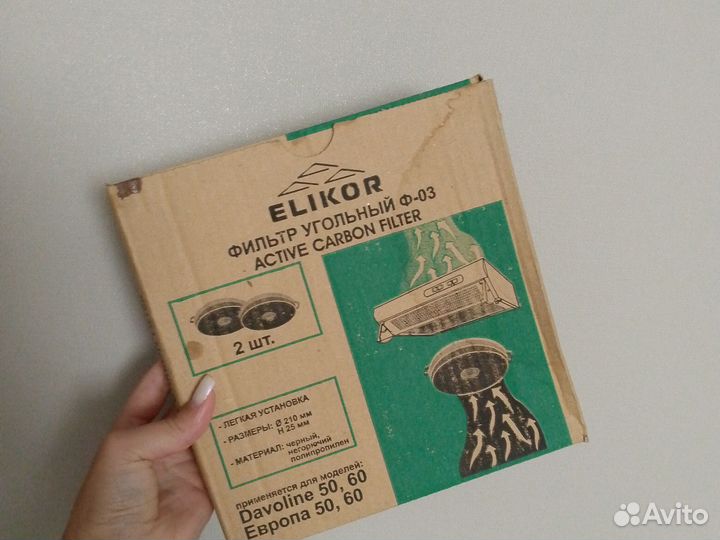 ELIKOR
ФИЛЬТР УГОЛЬНЫЙ Ф-03
ACTIVE CARBON FILTER
2 шт.
- ЛЕГКАЯ УСТАНОВКА
- РАЗМЕРЫ: Ø 210 мм
H 25 мм
- МАТЕРИАЛ: черный,
негорючий
полипропилен
применяется для моделей:
Davoline 50, 60
Европа 50, 60
Avito